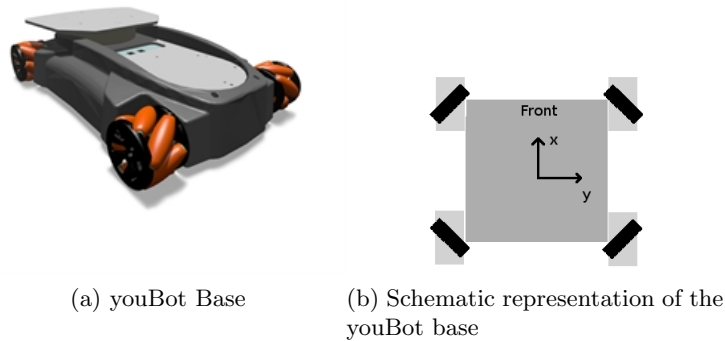 Front
x
y
(a) youBot Base
(b) Schematic representation of the
youBot base